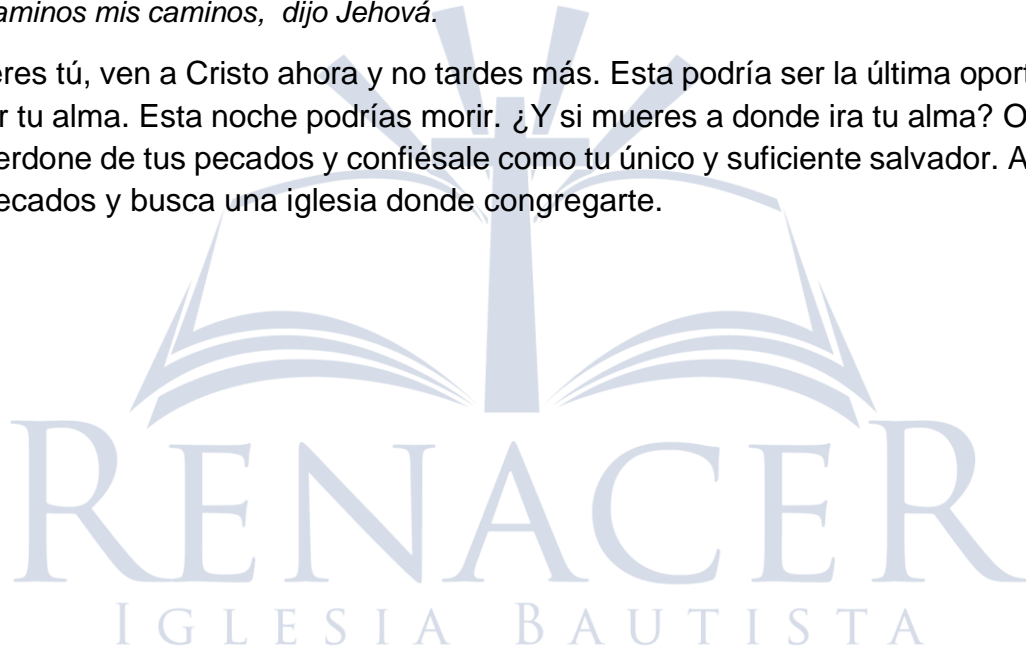 aminos mis caminos, dijo Jehová.
eres tú, ven a Cristo ahora y no tardes más. Esta podría ser la última oport
r tu alma. Esta noche podrías morir. ¿Y si mueres a donde ira tu alma? O
erdone de tus pecados y confiésale como tu único y suficiente salvador. A
ecados y busca una iglesia donde congregarte.
RENACER
IGLESIA BAUTISTA